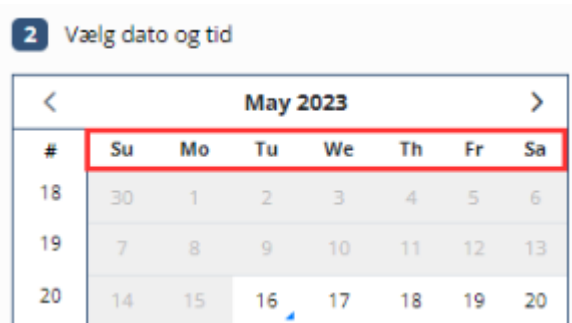 2 Vælg dato og tid
< May 2023 >
# Su Mo Tu We Th Fr Sa
18 30 1 2 3 4 5 6
19 7 8 9 10 11 12 13
20 14 15 16 17 18 19 20